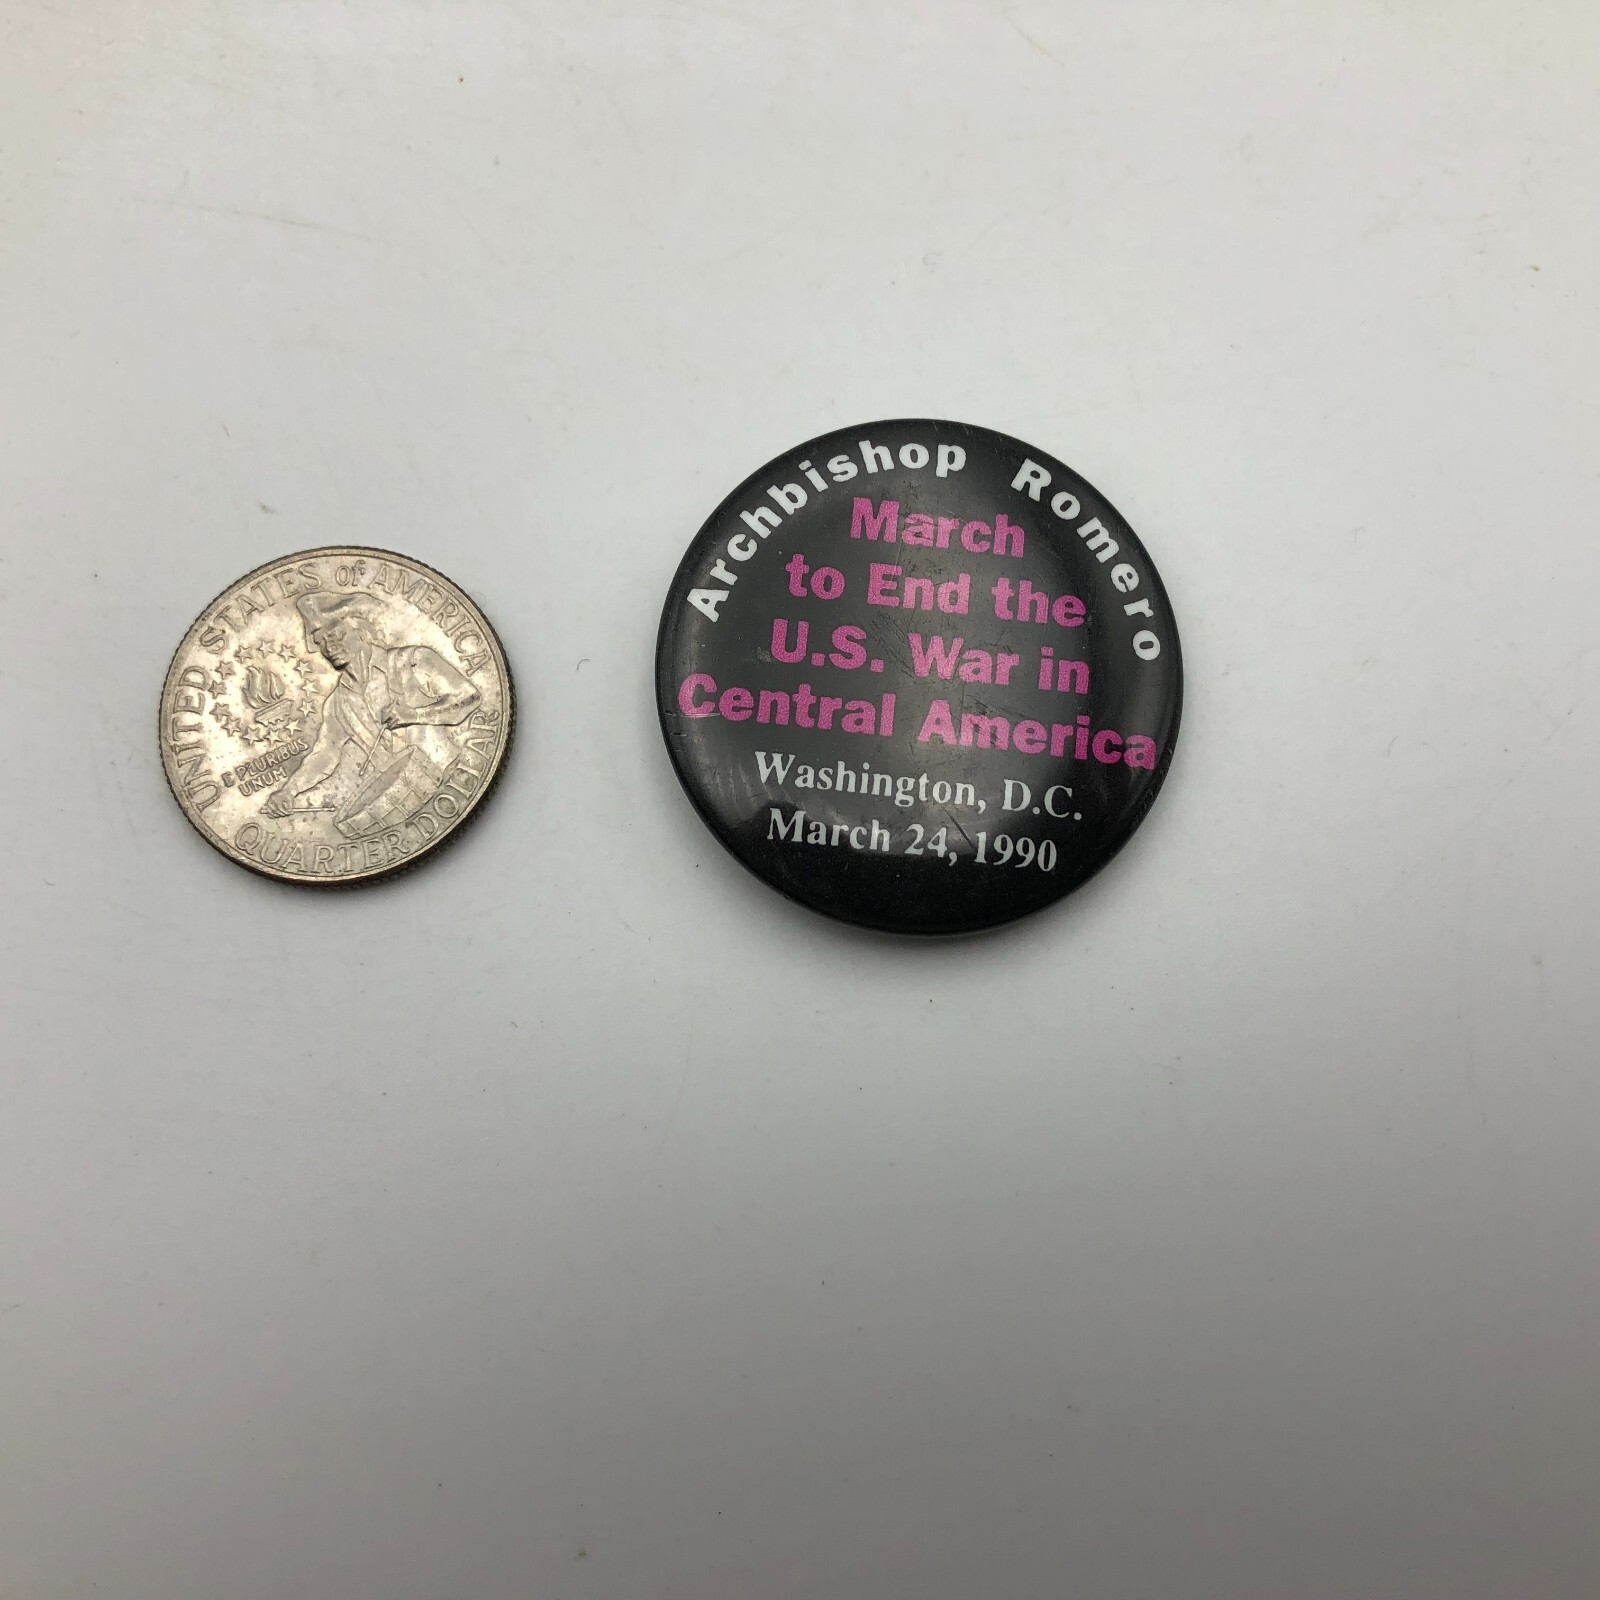 UNITED STATES of AMERICA
E PLURIBUS
UNUM
QUARTER DOLLAR
Archbishop Romero
March
to End the
U.S. War in
Central America
Washington, D.C.
March 24, 1990